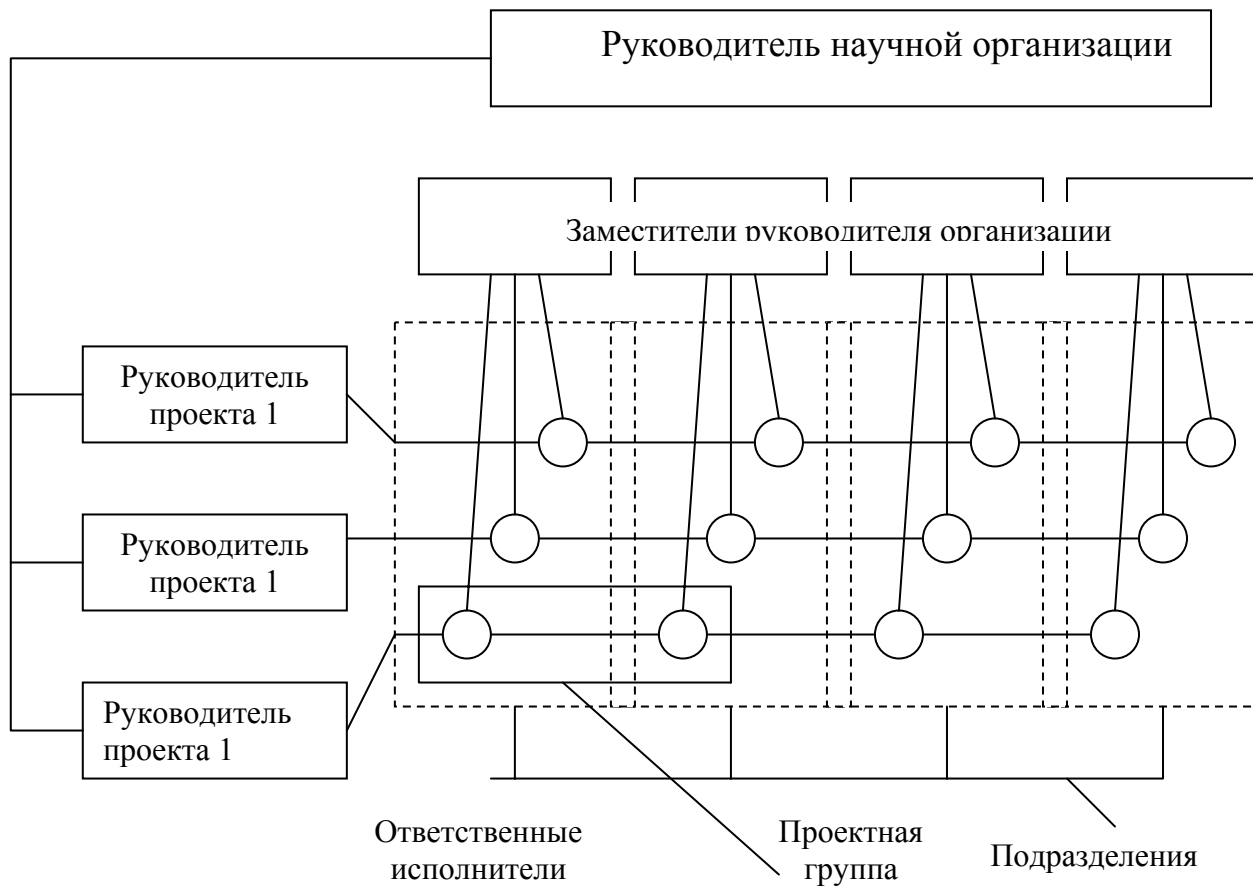 Руководитель научной организации
Заместители руководителя организации
Руководитель
проекта 1
Руководитель
проекта 1
Руководитель
проекта 1
Ответственные
исполнители
Проектная
группа
Подразделения